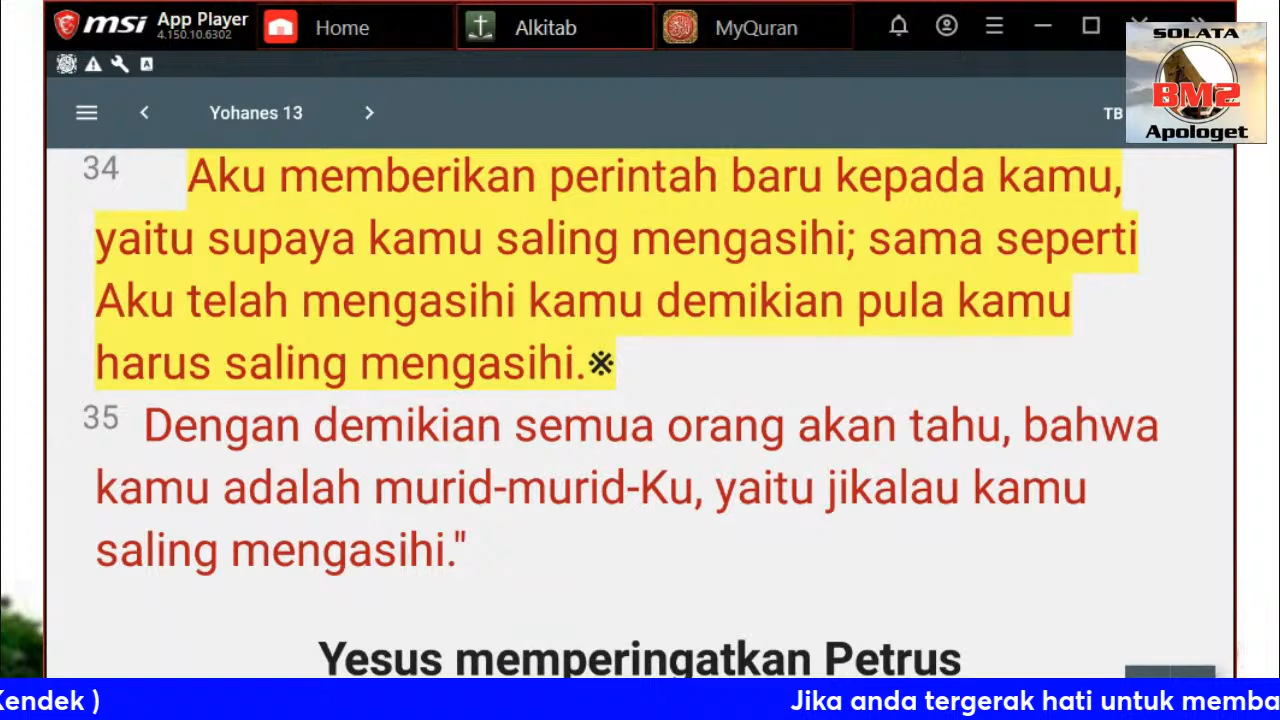 msi App Player
4.150.10.6302
Home
Alkitab
MyQuran
SOLATA
BM2
Apologet
Yohanes 13
TB
34 Aku memberikan perintah baru kepada kamu,
yaitu supaya kamu saling mengasihi; sama seperti
Aku telah mengasihi kamu demikian pula kamu
harus saling mengasihi.※
35 Dengan demikian semua orang akan tahu, bahwa
kamu adalah murid-murid-Ku, yaitu jikalau kamu
saling mengasihi."
Yesus memperingatkan Petrus
Kendek ) Jika anda tergerak hati untuk memba